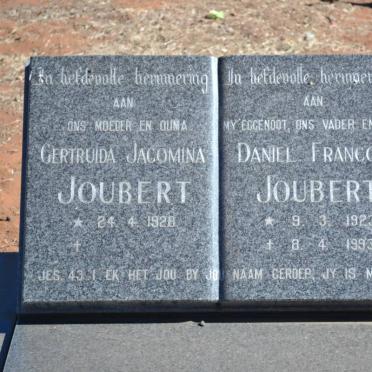 In liefdevolle herinnering
AAN
ONS MOEDER EN OUMA
GERTRUIDA JACOMINA
JOUBERT
* 24. 4. 1928
†
JES. 43:1 EK HET JOU BY JO
In liefdevolle herinner
AAN
MY EGGENOOT, ONS VADER EN
DANIEL FRANCO
JOUBERT
* 9. 3. 192
† 8. 4. 1993
NAAM GEROEP, JY IS M